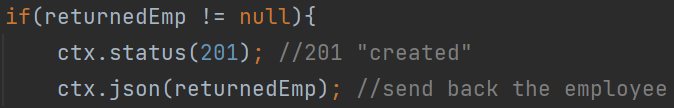 if(returnedEmp != null){
ctx.status(201); //201 "created"
ctx.json(returnedEmp); //send back the employee